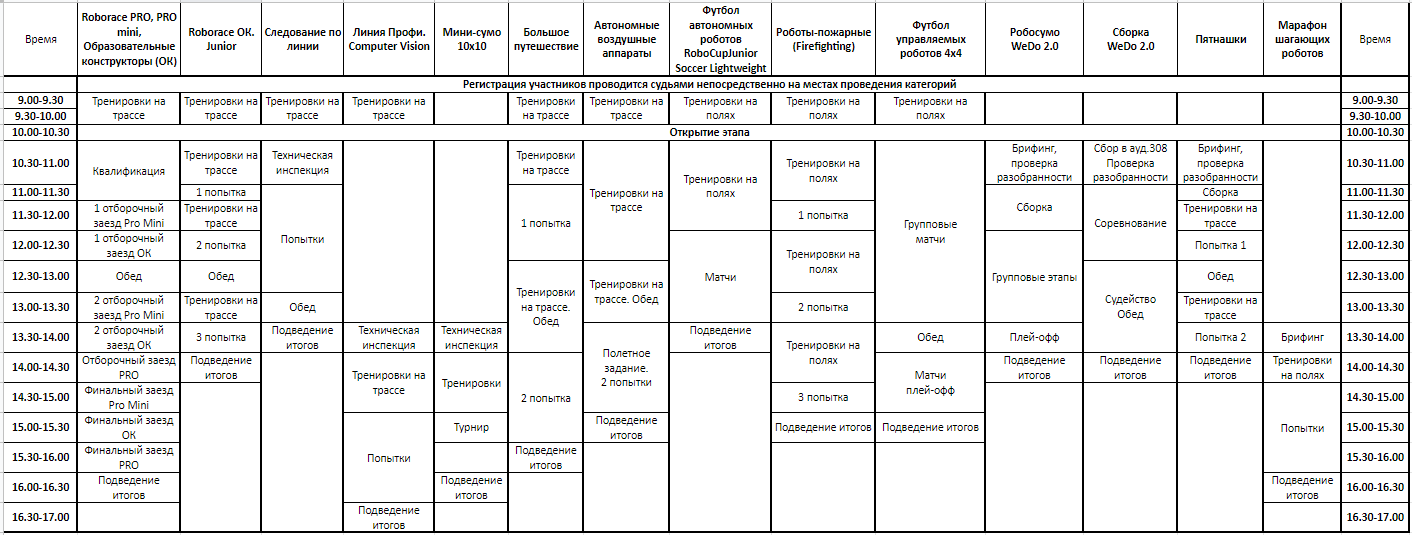 Время
Roborace PRO, PRO
mini,
Образовательные
конструкторы (ОК)
Roborace OK.
Junior
Следование по
линии
Линия Профи.
Computer Vision
Мини-сумо
10x10
Большое
путешествие
Автономные
воздушные
аппараты
Футбол
автономных
роботов
RoboCupJunior
Soccer Lightweight
Роботы-пожарные
(Firefighting)
Футбол
управляемых
роботов 4х4
Робосумо
WeDo 2.0
Сборка
WeDo 2.0
Пятнашки
Марафон
шагающих
роботов
Время
Регистрация участников проводится судьями непосредственно на местах проведения категорий
9.00-9.30
9.30-10.00
Тренировки на
трассе
Тренировки на
трассе
Тренировки на
трассе
Тренировки на
трассе
Тренировки
на трассе
Тренировки на
трассе
Тренировки на
полях
Тренировки на
полях
Тренировки на
полях
9.00-9.30
9.30-10.00
10.00-10.30
Открытие этапа
10.00-10.30
10.30-11.00
Квалификация
Тренировки на
трассе
Техническая
инспекция
Тренировки
на трассе
Тренировки на
трассе
Тренировки на
полях
Тренировки на
полях
Групповые
матчи
Брифинг,
проверка
разобранности
Сбор в ауд.308
Проверка
разобранности
Брифинг,
проверка
разобранности
10.30-11.00
11.00-11.30
1 попытка
Попытки
1 попытка
Сборка
Соревнование
Сборка
11.00-11.30
11.30-12.00
1 отборочный
заезд Pro Mini
Тренировки на
трассе
1 попытка
Тренировки на
трассе
11.30-12.00
12.00-12.30
1 отборочный
заезд ОК
2 попытка
Матчи
Тренировки на
полях
Групповые этапы
Попытка 1
12.00-12.30
12.30-13.00
Обед
Обед
Тренировки
на трассе.
Обед
Тренировки на
трассе. Обед
Судейство
Обед
Обед
12.30-13.00
13.00-13.30
2 отборочный
заезд Pro Mini
Тренировки на
трассе
Обед
2 попытка
Тренировки на
трассе
13.00-13.30
13.30-14.00
2 отборочный
заезд ОК
3 попытка
Подведение
итогов
Техническая
инспекция
Техническая
инспекция
Полетное
задание.
2 попытки
Подведение
итогов
Тренировки на
полях
Обед
Плей-офф
Попытка 2
Брифинг
13.30-14.00
14.00-14.30
Отборочный заезд
PRO
Подведение
итогов
Тренировки на
трассе
Тренировки
2 попытка
Матчи
плей-офф
Подведение
итогов
Подведение
итогов
Подведение
итогов
Тренировки
на полях
14.00-14.30
14.30-15.00
Финальный заезд
Pro Mini
3 попытка
Попытки
14.30-15.00
15.00-15.30
Финальный заезд
ОК
Попытки
Турнир
Подведение
итогов
Подведение итогов
Подведение итогов
15.00-15.30
15.30-16.00
Финальный заезд
PRO
Подведение
итогов
15.30-16.00
16.00-16.30
Подведение
итогов
Подведение
итогов
Подведение
итогов
16.00-16.30
16.30-17.00
Подведение
итогов
16.30-17.00